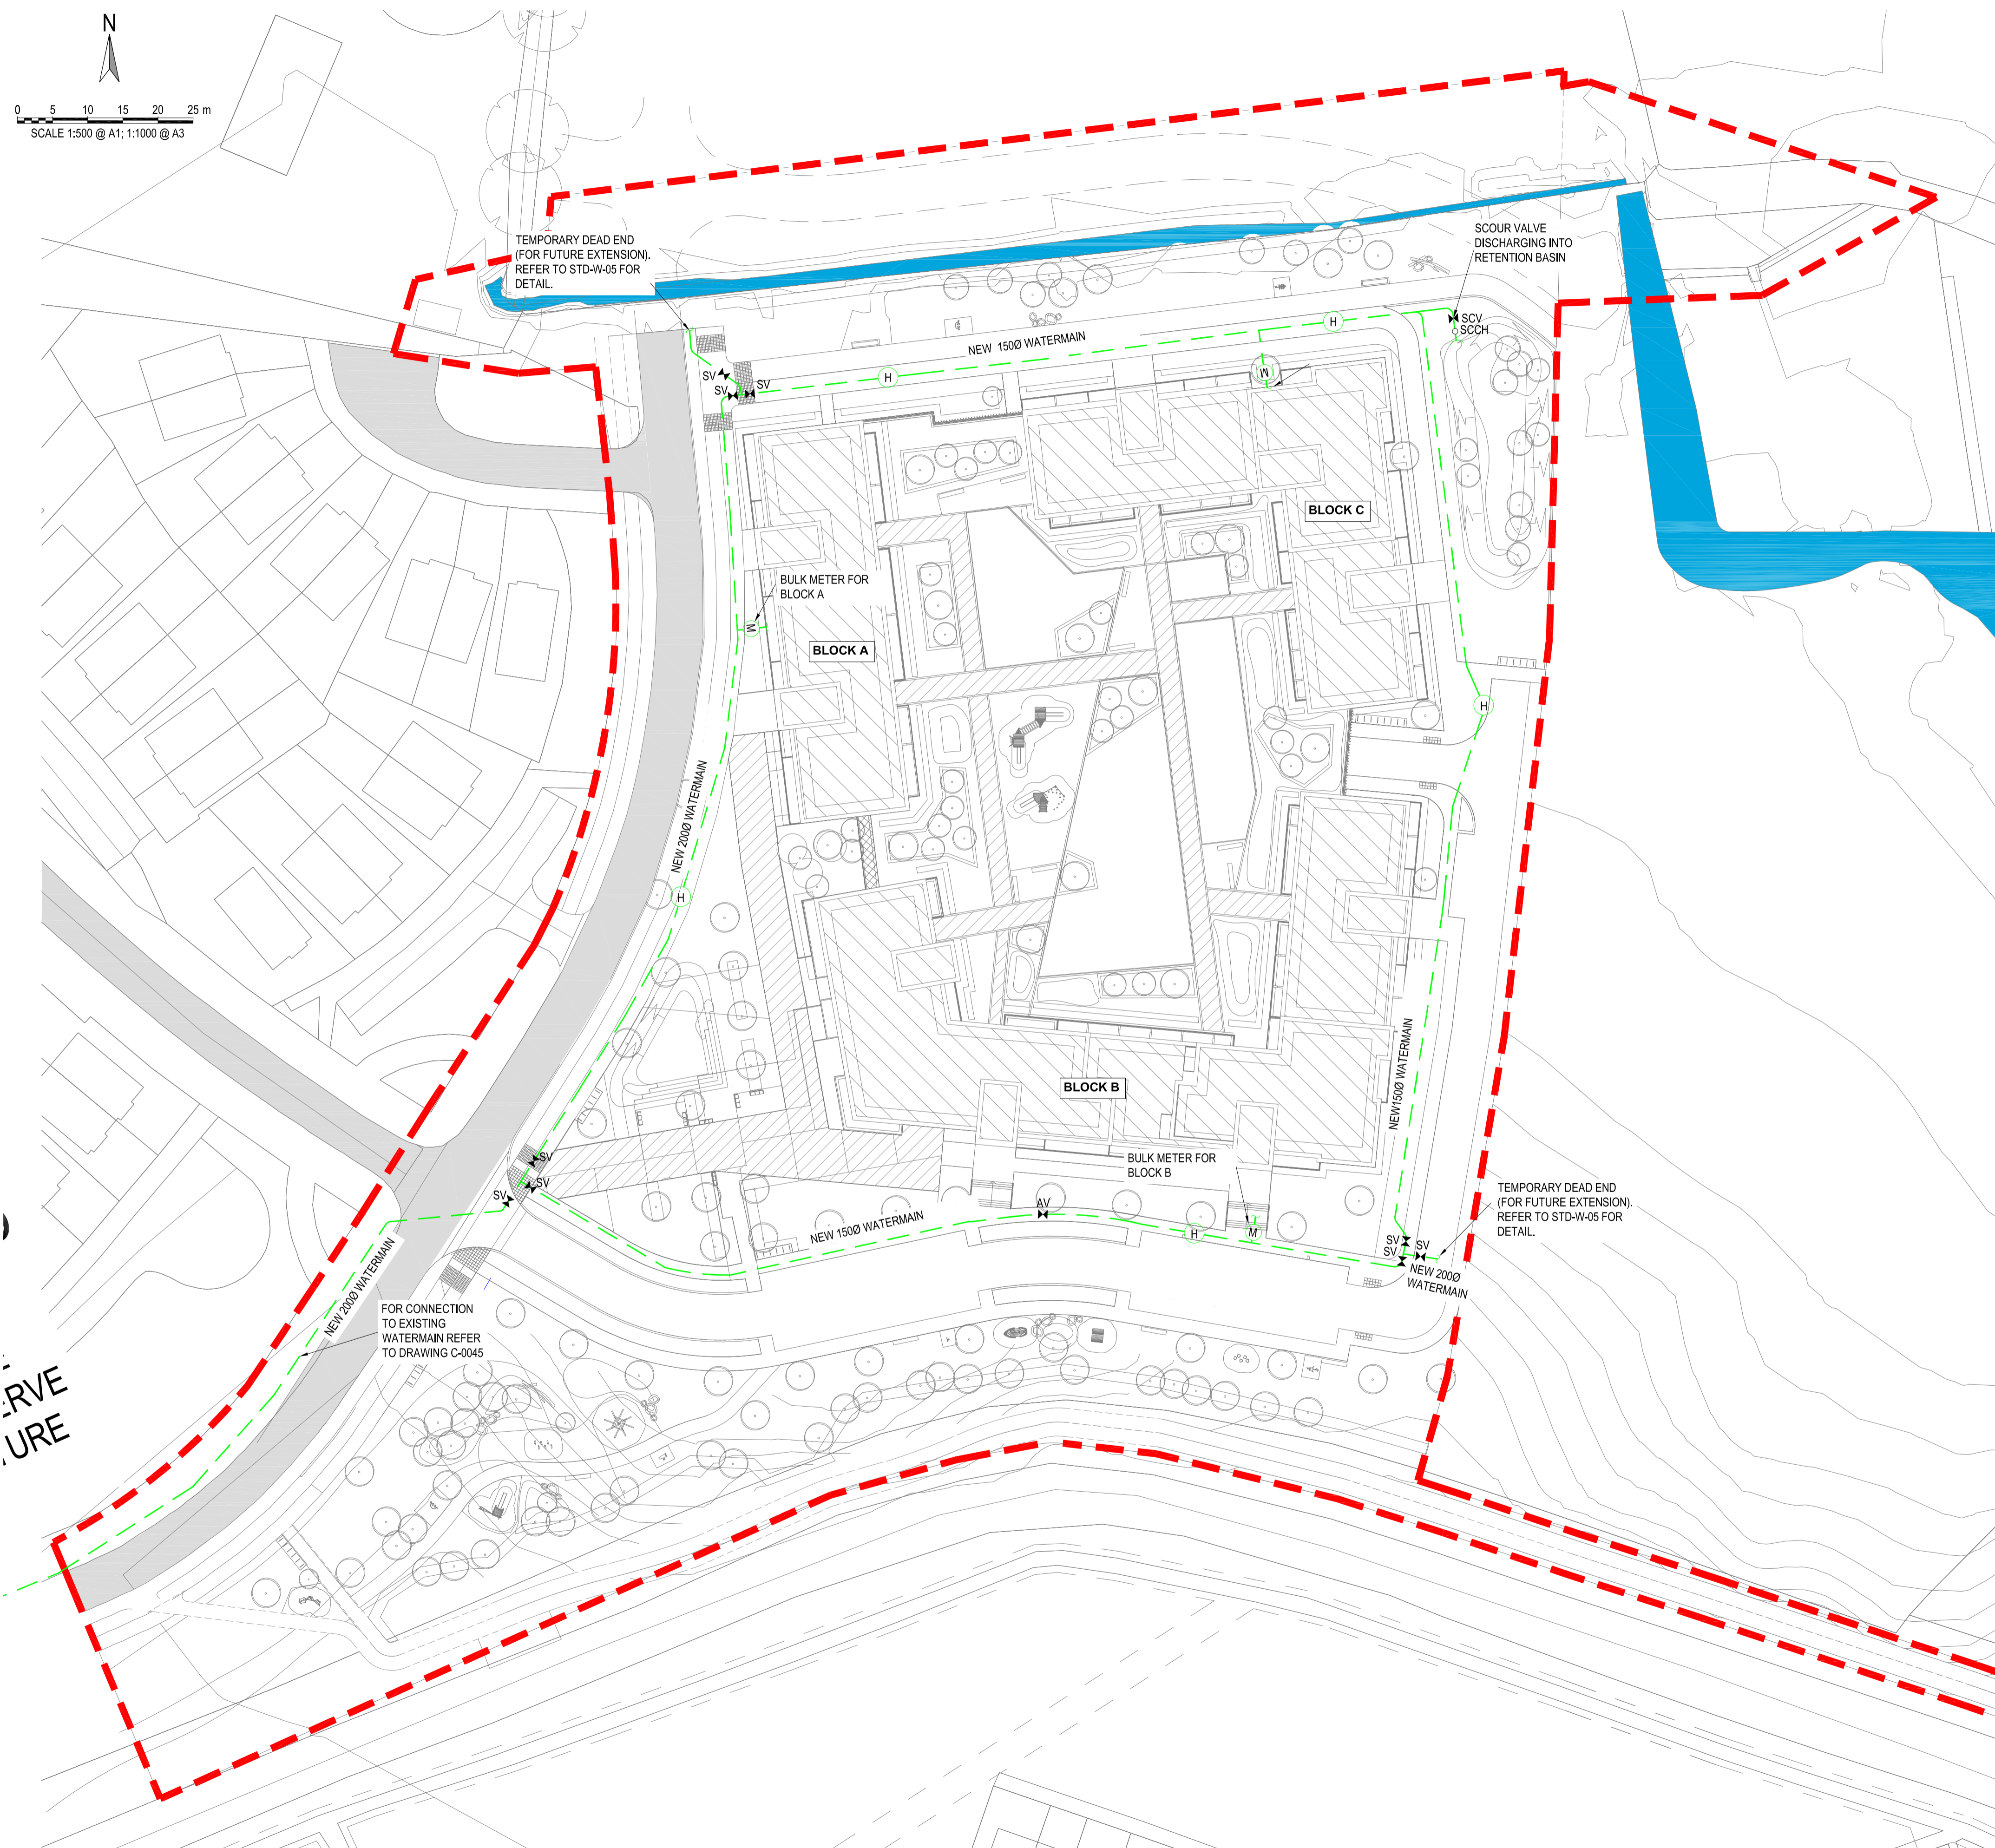 N
0 5 10 15 20 25 m
SCALE 1:500 @ A1; 1:1000 @ A3
TEMPORARY DEAD END
(FOR FUTURE EXTENSION).
REFER TO STD-W-05 FOR
DETAIL.
SCOUR VALVE
DISCHARGING INTO
RETENTION BASIN
SCV
SCCH
H
NEW 150Ø WATERMAIN
H
M
SV
SV
SV
BLOCK C
BULK METER FOR
BLOCK A
M
BLOCK A
H
NEW 200Ø WATERMAIN
H
NEW150Ø WATERMAIN
BLOCK B
BULK METER FOR
BLOCK B
SV
SV
SV
AV
NEW 150Ø WATERMAIN
H
M
TEMPORARY DEAD END
(FOR FUTURE EXTENSION).
REFER TO STD-W-05 FOR
DETAIL.
SV
SV
SV
NEW 200Ø
WATERMAIN
NEW 200Ø WATERMAIN
FOR CONNECTION
TO EXISTING
WATERMAIN REFER
TO DRAWING C-0045
ERVE
URE